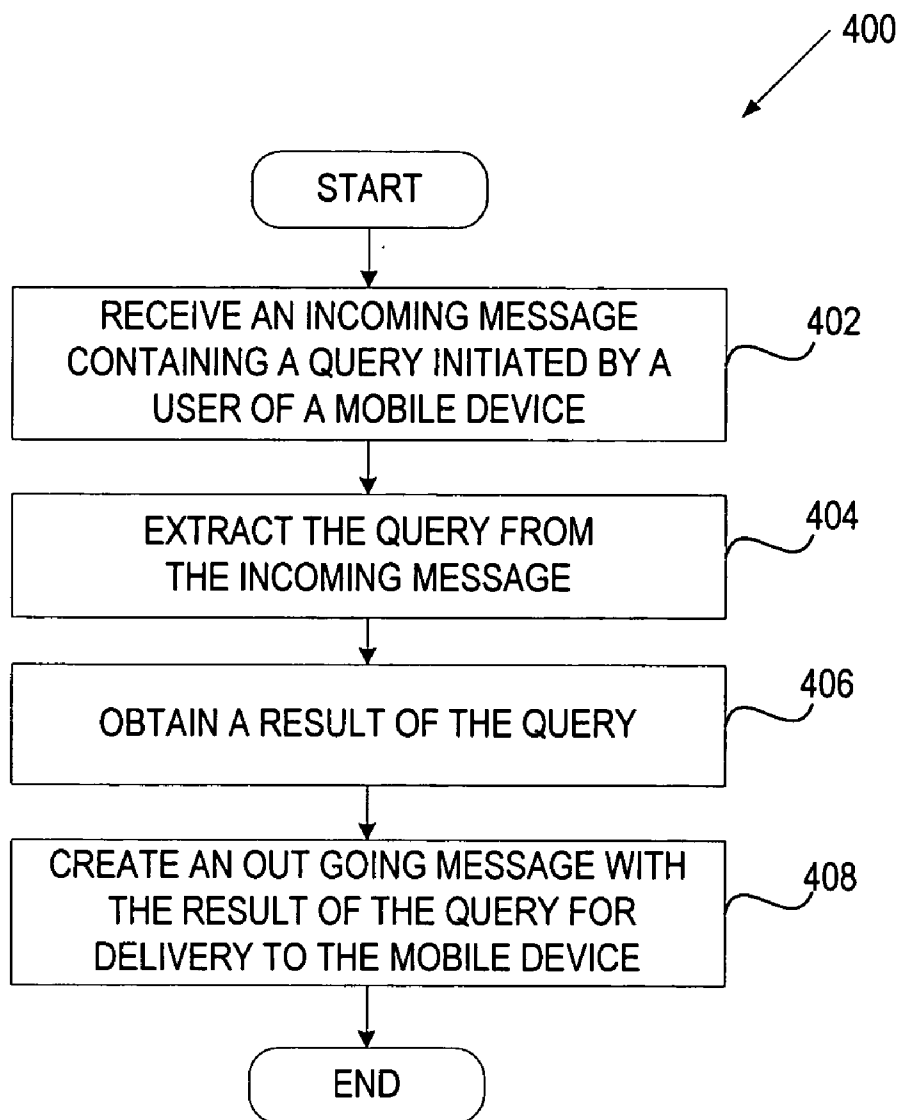 400
START
RECEIVE AN INCOMING MESSAGE
CONTAINING A QUERY INITIATED BY A
USER OF A MOBILE DEVICE
402
EXTRACT THE QUERY FROM
THE INCOMING MESSAGE
404
OBTAIN A RESULT OF THE QUERY
406
CREATE AN OUT GOING MESSAGE WITH
THE RESULT OF THE QUERY FOR
DELIVERY TO THE MOBILE DEVICE
408
END